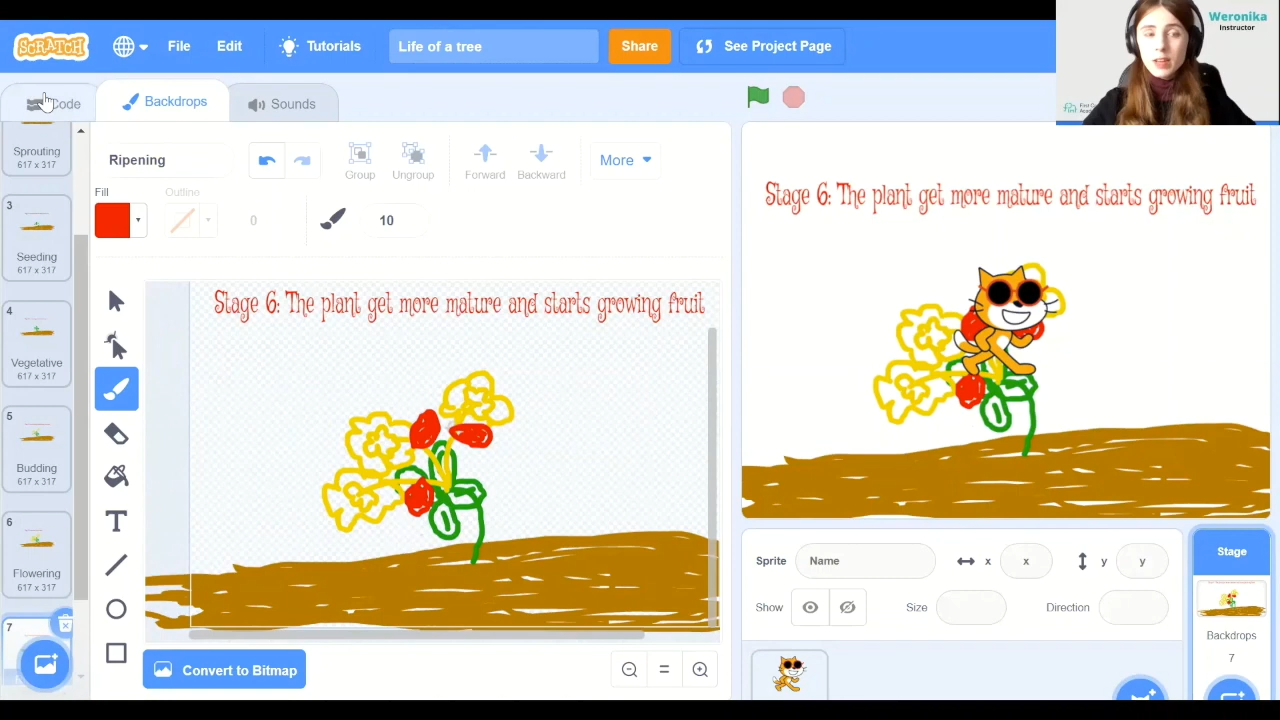 Weronika
Instructor
SCRATCH
File
Edit
Tutorials
Life of a tree
Share
See Project Page
Code
Backdrops
Sounds
Sprouting
617 x 317
Ripening
Group
Ungroup
Forward
Backward
More
Fill
Outline
0
10
3
Seeding
617 x 317
4
Vegetative
617 x 317
5
Budding
617 x 317
6
Flowering
617 x 317
7
Stage 6: The plant get more mature and starts growing fruit
T
Convert to Bitmap
Stage 6: The plant get more mature and starts growing fruit
Sprite
Name
x
x
y
y
Show
Size
Direction
Stage
Backdrops
7